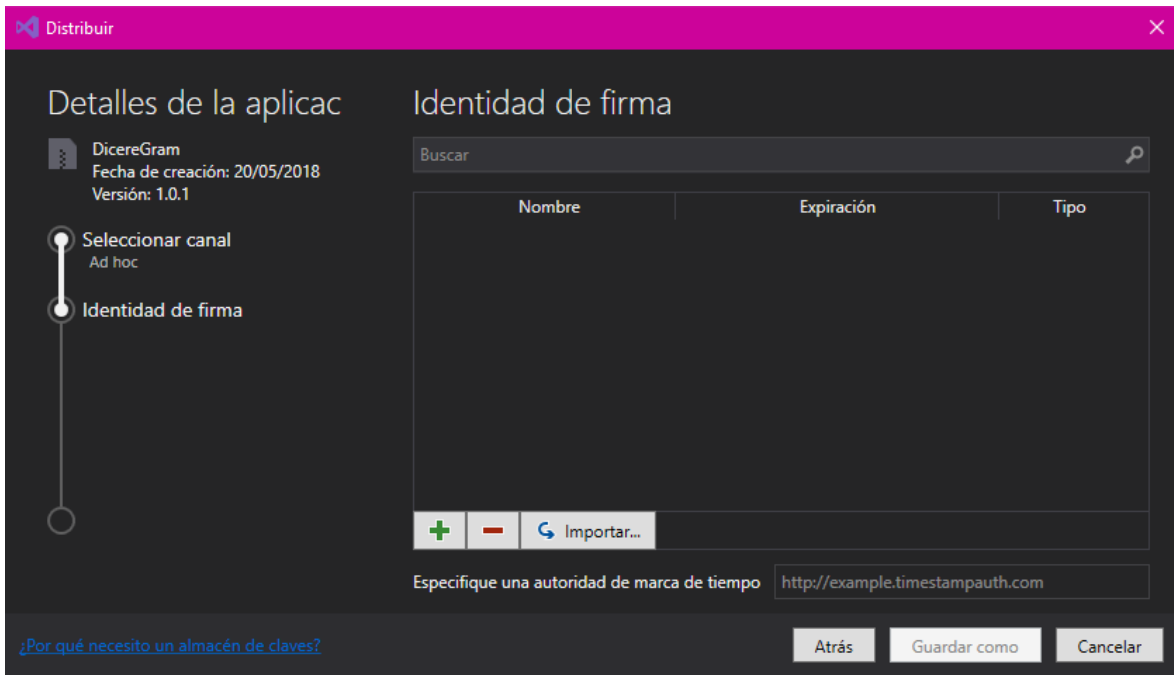 Distribuir
Detalles de la aplicac
DicereGram
Fecha de creación: 20/05/2018
Versión: 1.0.1
Seleccionar canal
Ad hoc
Identidad de firma
Identidad de firma
Buscar
Nombre Expiración Tipo
Importar...
Especifique una autoridad de marca de tiempo http://example.timestampauth.com
¿Por qué necesito un almacén de claves? Atrás Guardar como Cancelar